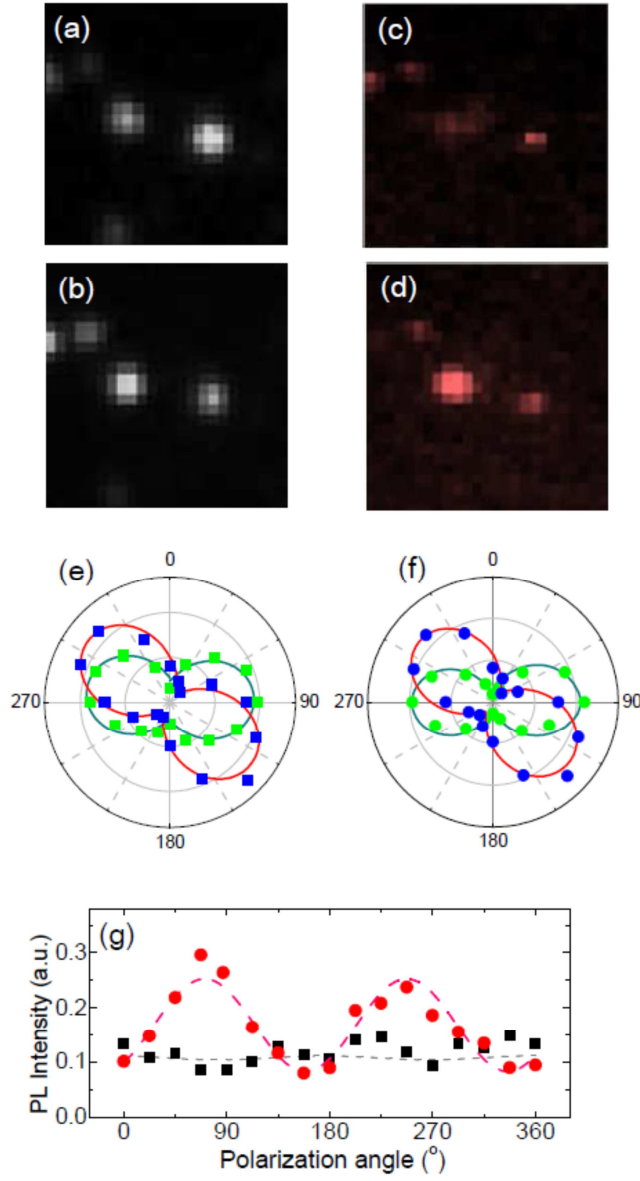 (a)
(c)
(b)
(d)
(e)
0
270
90
180
(f)
0
270
90
180
(g)
0.3
0.2
0.1
0.0
PL Intensity (a.u.)
0 90 180 270 360
Polarization angle (°)